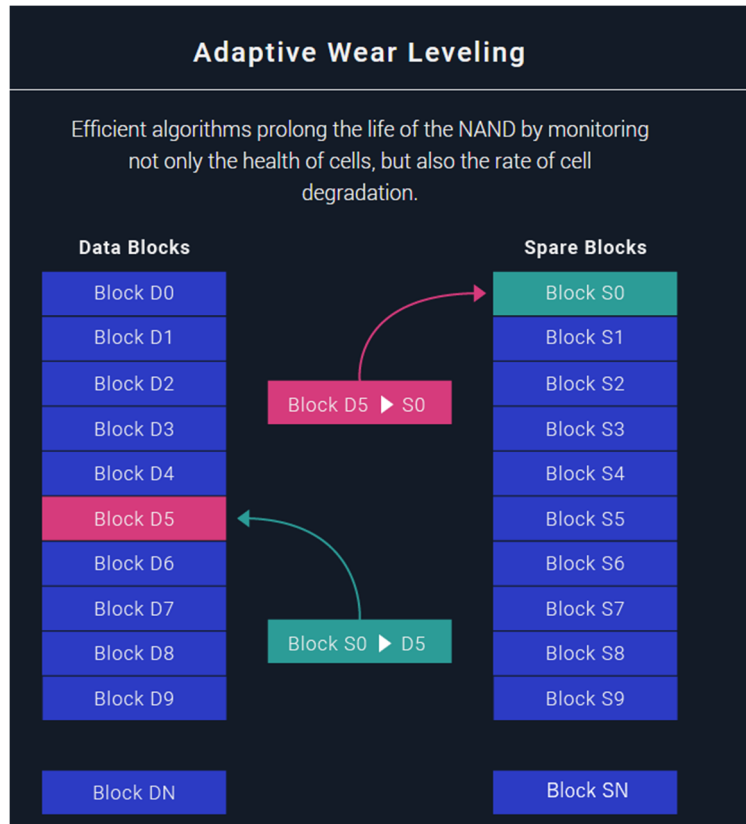 Adaptive Wear Leveling
Efficient algorithms prolong the life of the NAND by monitoring
not only the health of cells, but also the rate of cell
degradation.
Data Blocks
Block D0
Block D1
Block D2
Block D3
Block D4
Block D5
Block D6
Block D7
Block D8
Block D9
Block DN
Block D5 ▶ S0
Block S0 ▶ D5
Spare Blocks
Block S0
Block S1
Block S2
Block S3
Block S4
Block S5
Block S6
Block S7
Block S8
Block S9
Block SN